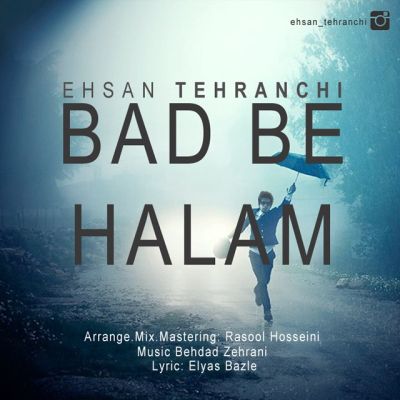 ehsan_tehranchi
EHSAN TEHRANCHI
BAD BE
HALAM
Arrange.Mix.Mastering: Rasool Hosseini
Music Behdad Zehrani
Lyric: Elyas Bazle